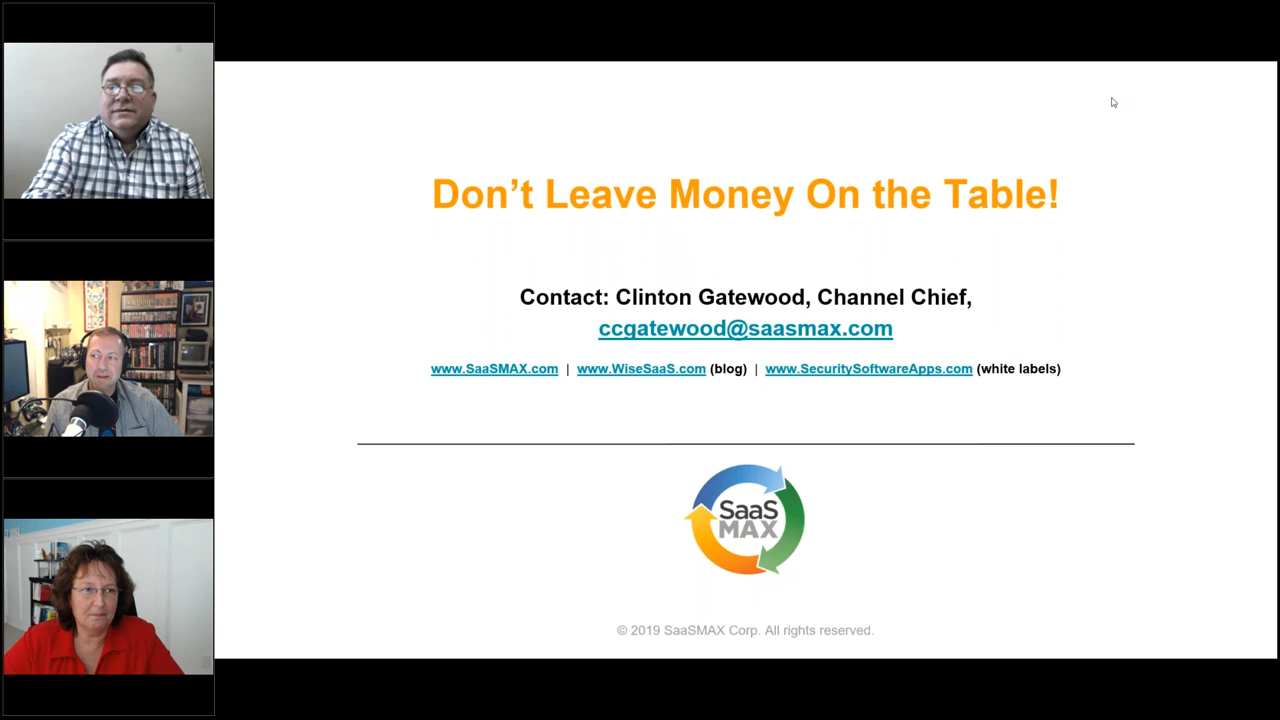 Don’t Leave Money On the Table!
Contact: Clinton Gatewood, Channel Chief,
ccgatewood@saasmax.com
www.SaaSMAX.com | www.WiseSaaS.com (blog) | www.SecuritySoftwareApps.com (white labels)
SaaS
MAX
© 2019 SaaSMAX Corp. All rights reserved.